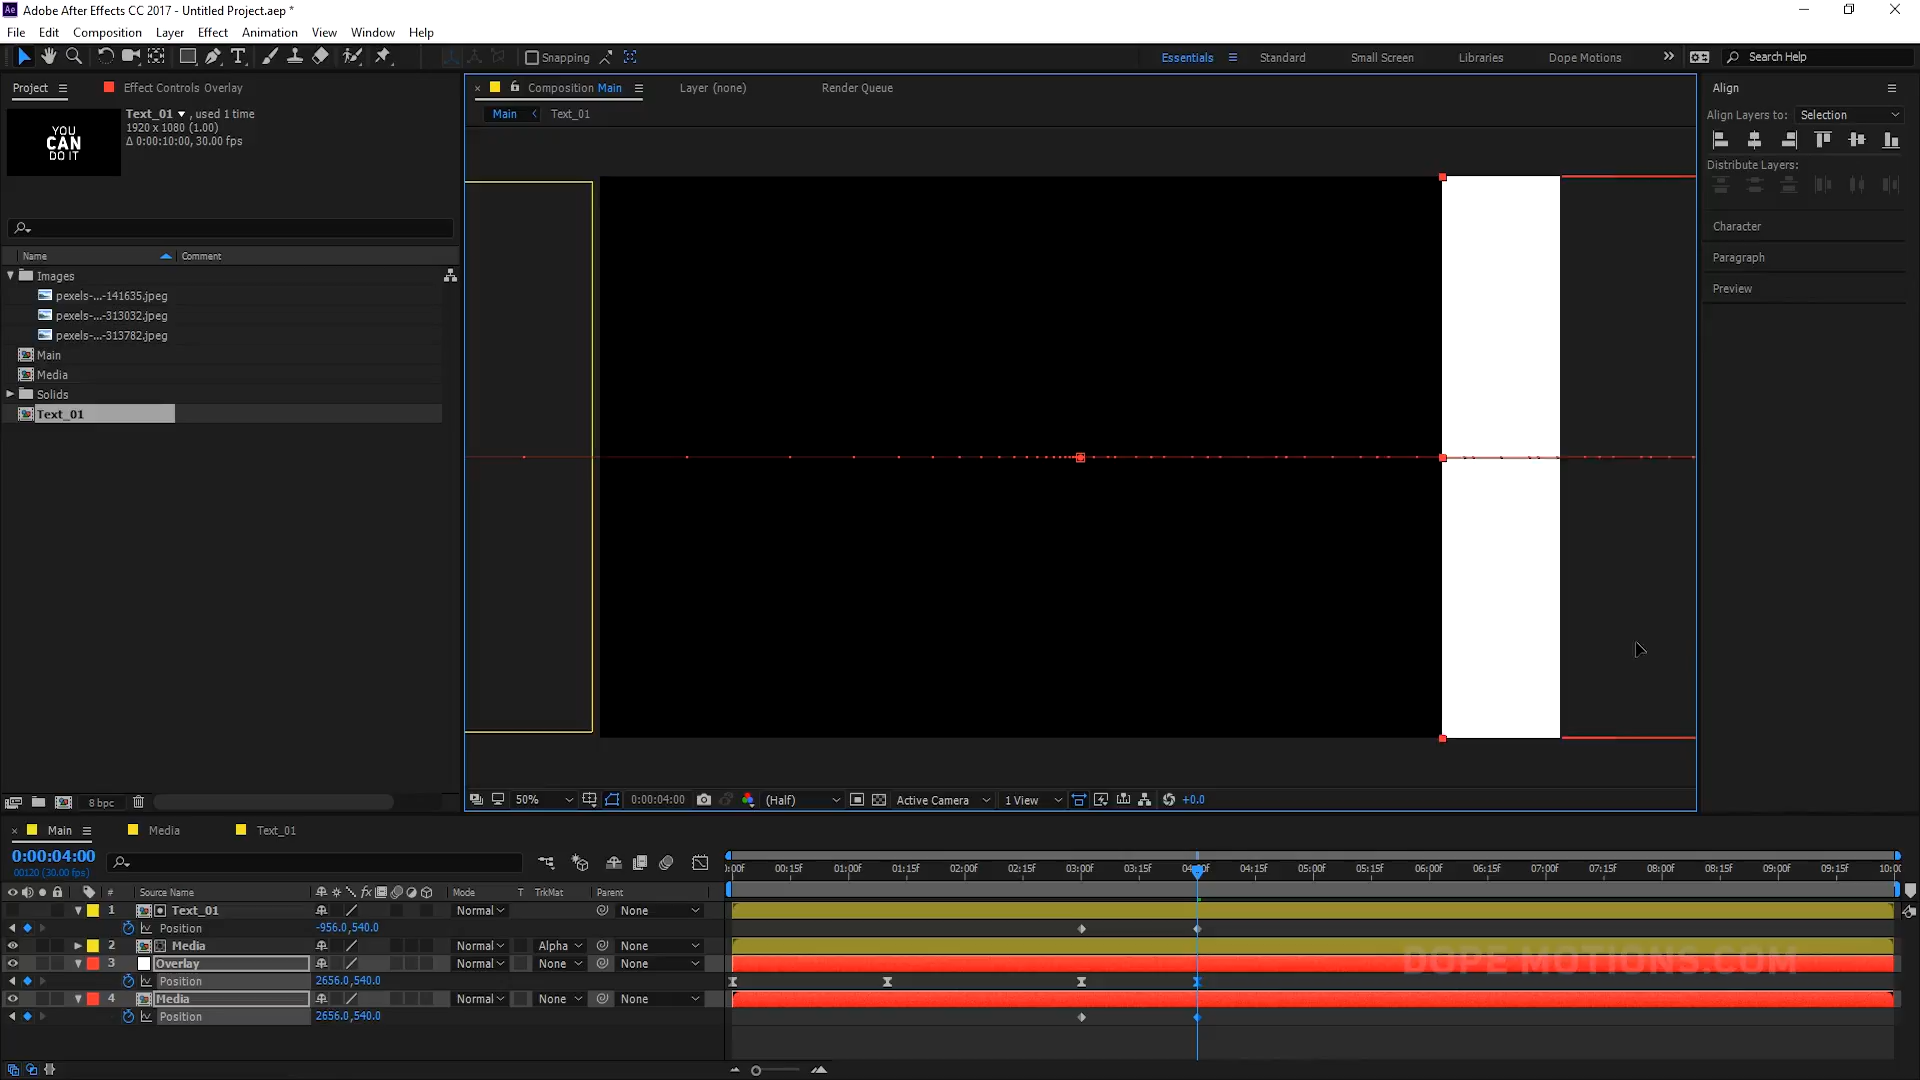 Ae Adobe After Effects CC 2017 - Untitled Project.aep *
File Edit Composition Layer Effect Animation View Window Help
Snapping Essentials Standard Small Screen Libraries Dope Motions Search Help
Project Effect Controls Overlay Composition Main Layer (none) Render Queue Align
Text_01 , used 1 time
1920 x 1080 (1.00)
Δ 0:00:10:00, 30.00 fps
YOU
CAN
DO IT
Main Text_01
Align Layers to: Selection
Distribute Layers:
Character
Paragraph
Preview
Name Comment
Images
pexels-...-141635.jpeg
pexels-...-313032.jpeg
pexels-...-313782.jpeg
Main
Media
Solids
Text_01
8 bpc 50% 0:00:04:00 (Half) Active Camera 1 View +0.0
Main Media Text_01
0:00:04:00
00120 (30.00 fps)
:00f 00:15f 01:00f 01:15f 02:00f 02:15f 03:00f 03:15f 04:00f 04:15f 05:00f 05:15f 06:00f 06:15f 07:00f 07:15f 08:00f 08:15f 09:00f 09:15f 10:00
# Source Name fx Mode T TrkMat Parent
1 Text_01 Normal None
Position -956.0,540.0
2 Media Normal Alpha None
3 Overlay Normal None None
Position 2656.0,540.0
4 Media Normal None None
Position 2656.0,540.0
DOPE MOTIONS.COM